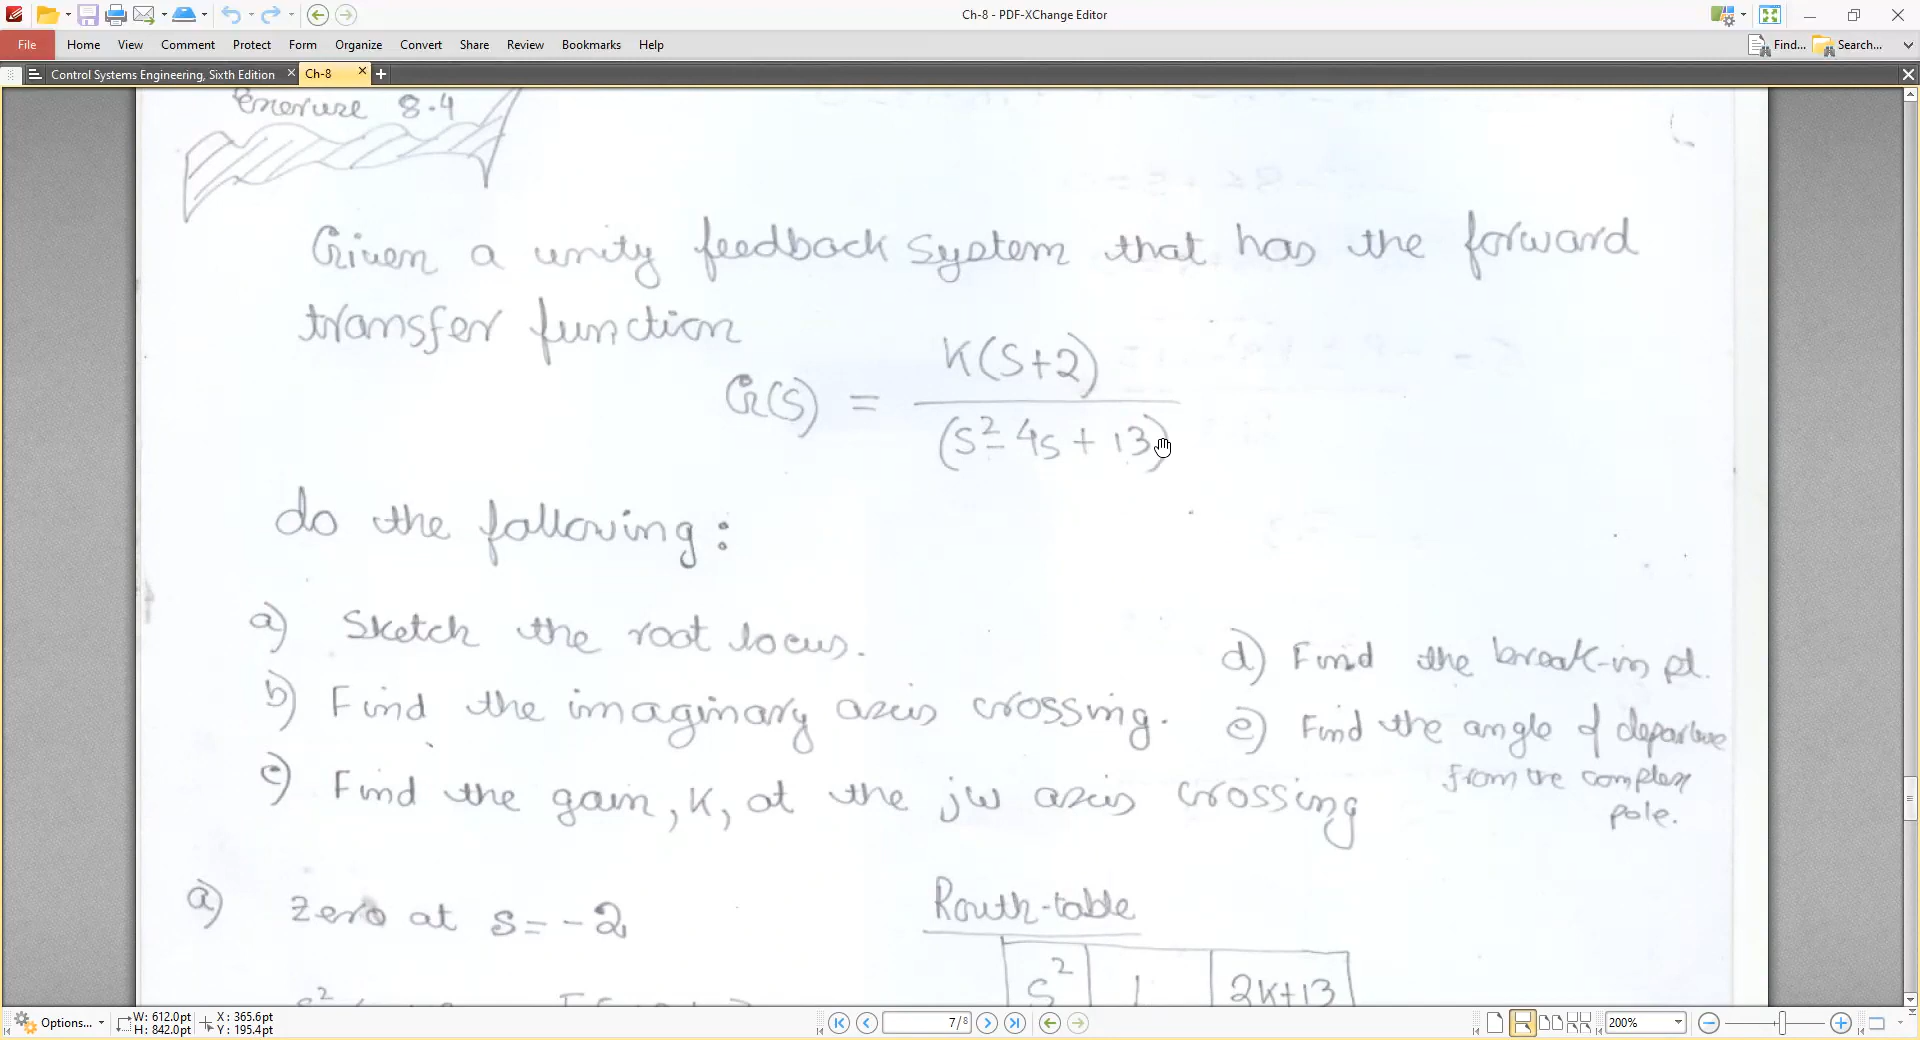 Ch-8 - PDF-XChange Editor
File Home View Comment Protect Form Organize Convert Share Review Bookmarks Help Find... Search...
Control Systems Engineering, Sixth Edition × Ch-8 × +
Exercise 8.4
Given a unity feedback system that has the forward
transfer function
G(S) = K(S+2) / (S²-4s+13)
do the following:
a) Sketch the root locus.
b) Find the imaginary axis crossing.
c) Find the gain, K, at the jw axis crossing
d) Find the break-in pt.
e) Find the angle of departure
from the complex
pole.
a) Zero at s=-2
Routh-table
S² 1 2K+13
Options... W: 612.0pt X: 365.6pt 7/8 200%
H: 842.0pt Y: 195.4pt